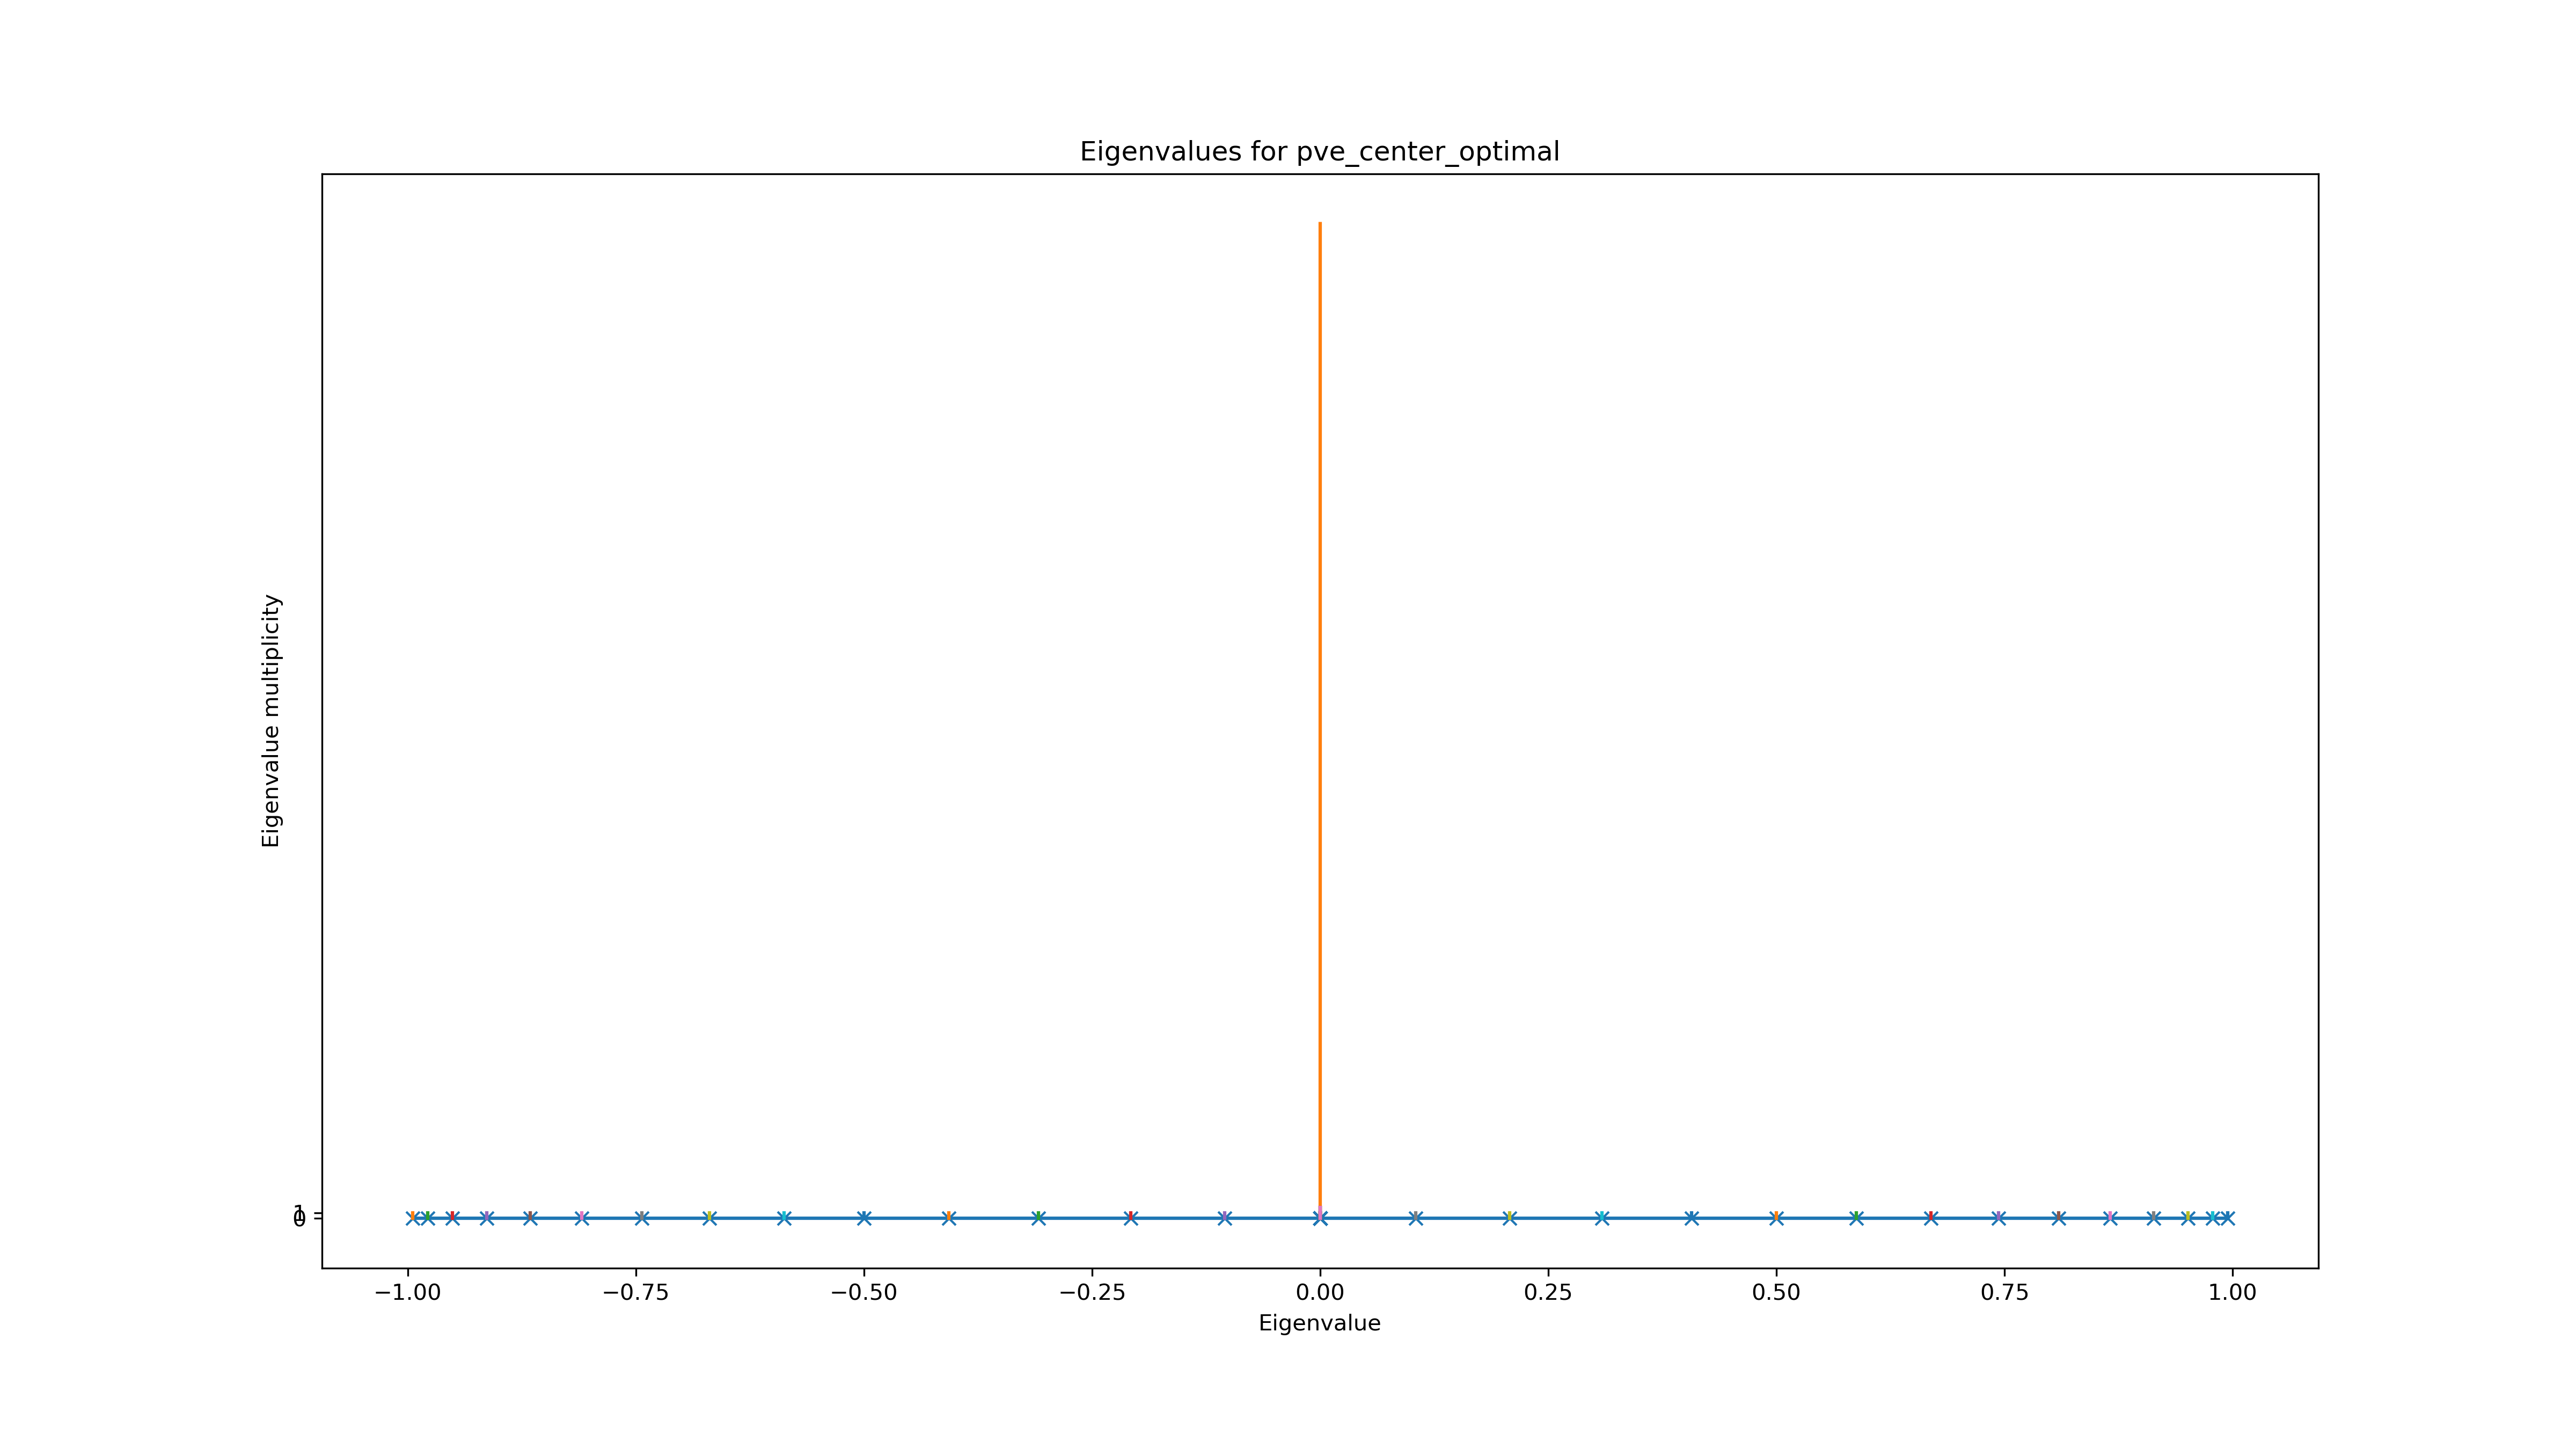 Eigenvalues for pve_center_optimal
Eigenvalue multiplicity
1
0
−1.00 −0.75 −0.50 −0.25 0.00 0.25 0.50 0.75 1.00
Eigenvalue